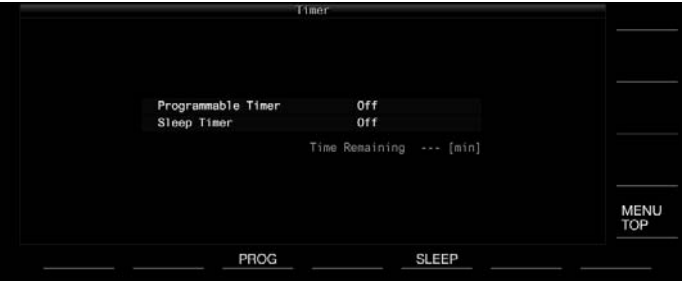 Timer
Programmable Timer Off
Sleep Timer Off
Time Remaining --- [min]
MENU
TOP
PROG SLEEP